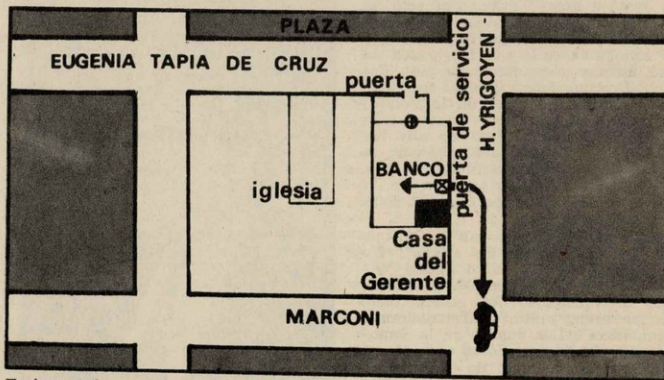 PLAZA
EUGENIA TAPIA DE CRUZ
puerta
puerta de servicio
H. YRIGOYEN -
BANCO
iglesia
Casa
del
Gerente
MARCONI